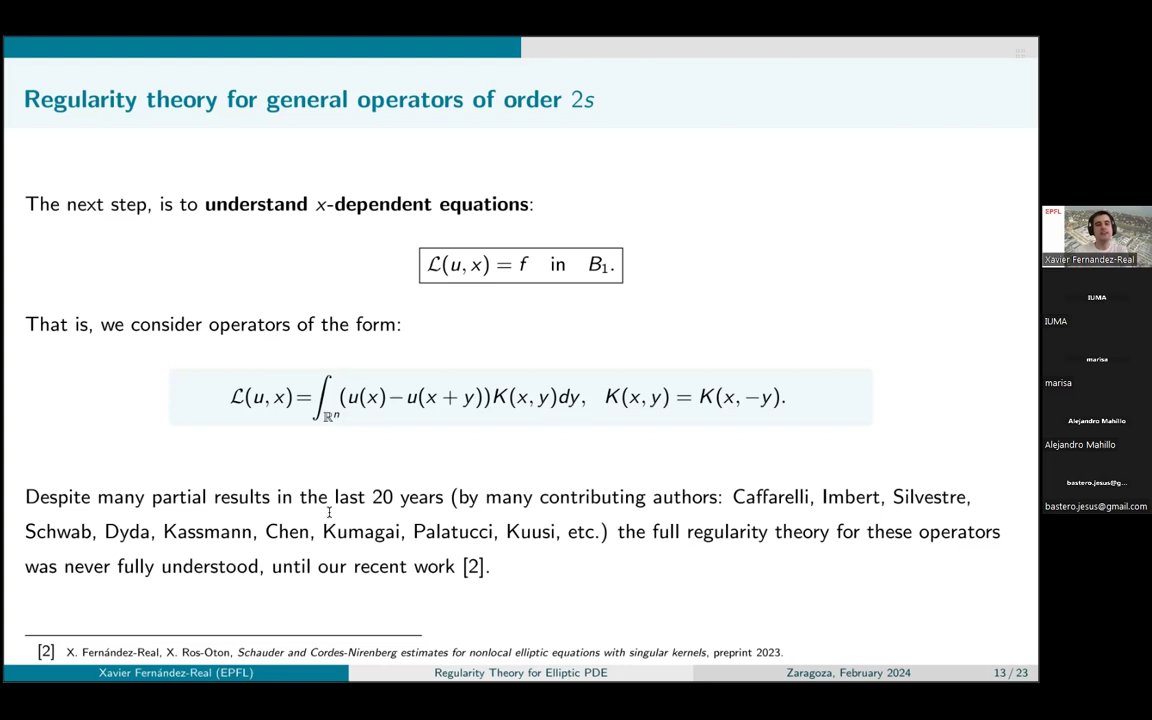 Regularity theory for general operators of order 2s
The next step, is to understand x-dependent equations:
ℒ(u, x) = f in B₁.
That is, we consider operators of the form:
ℒ(u, x)=∫_ℝⁿ (u(x)−u(x + y))K(x, y)dy, K(x, y) = K(x, −y).
Despite many partial results in the last 20 years (by many contributing authors: Caffarelli, Imbert, Silvestre,
Schwab, Dyda, Kassmann, Chen, Kumagai, Palatucci, Kuusi, etc.) the full regularity theory for these operators
was never fully understood, until our recent work [2].
[2] X. Fernández-Real, X. Ros-Oton, Schauder and Cordes-Nirenberg estimates for nonlocal elliptic equations with singular kernels, preprint 2023.
Xavier Fernández-Real (EPFL) Regularity Theory for Elliptic PDE Zaragoza, February 2024 13 / 23
EPFL
Xavier Fernandez-Real
IUMA
IUMA
marisa
marisa
Alejandro Mahillo
Alejandro Mahillo
bastero.jesus@g...
bastero.jesus@gmail.com